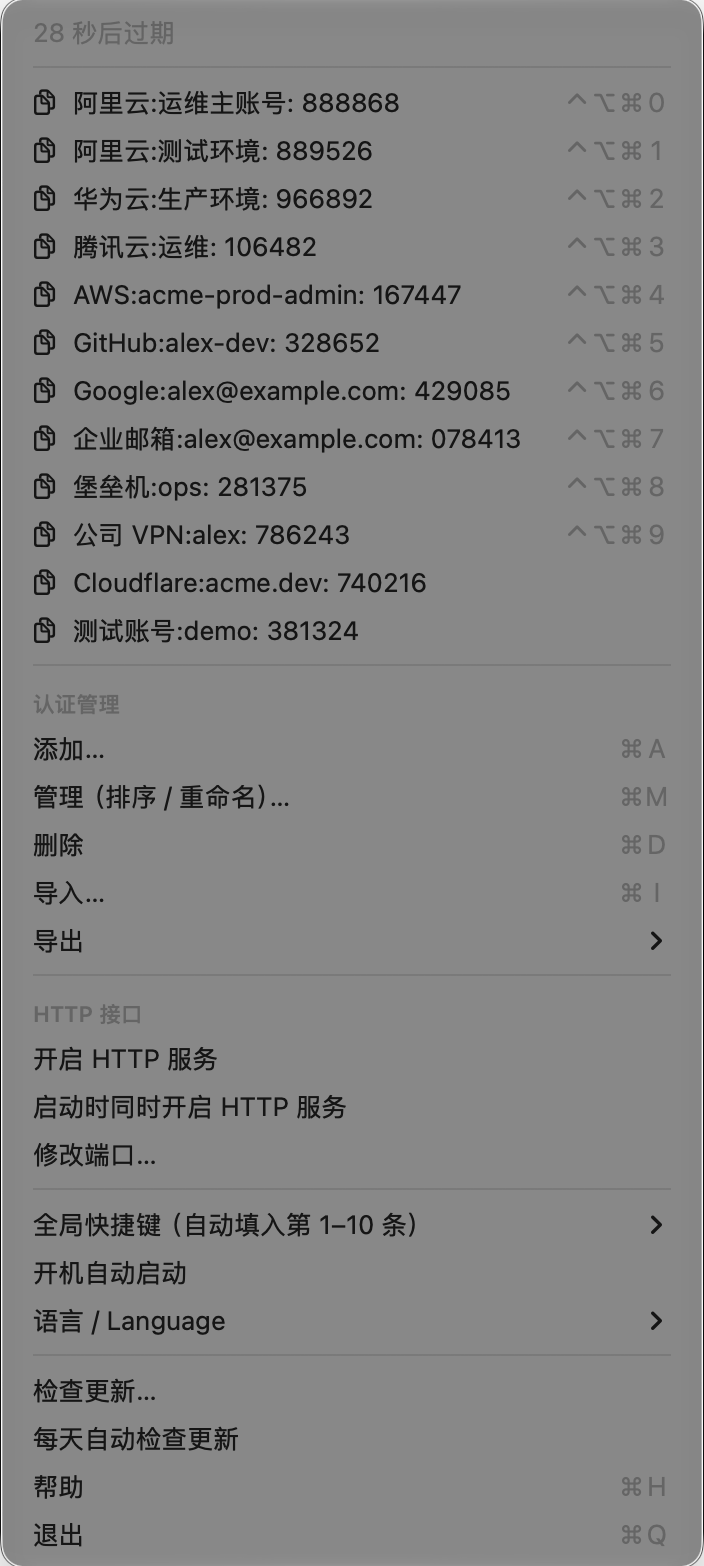 28 秒后过期
阿里云:运维主账号: 888868 ^⌥⌘0
阿里云:测试环境: 889526 ^⌥⌘1
华为云:生产环境: 966892 ^⌥⌘2
腾讯云:运维: 106482 ^⌥⌘3
AWS:acme-prod-admin: 167447 ^⌥⌘4
GitHub:alex-dev: 328652 ^⌥⌘5
Google:alex@example.com: 429085 ^⌥⌘6
企业邮箱:alex@example.com: 078413 ^⌥⌘7
堡垒机:ops: 281375 ^⌥⌘8
公司 VPN:alex: 786243 ^⌥⌘9
Cloudflare:acme.dev: 740216
测试账号:demo: 381324
认证管理
添加... ⌘A
管理（排序 / 重命名）... ⌘M
删除 ⌘D
导入... ⌘I
导出
HTTP 接口
开启 HTTP 服务
启动时同时开启 HTTP 服务
修改端口...
全局快捷键（自动填入第 1–10 条）
开机自动启动
语言 / Language
检查更新...
每天自动检查更新
帮助 ⌘H
退出 ⌘Q